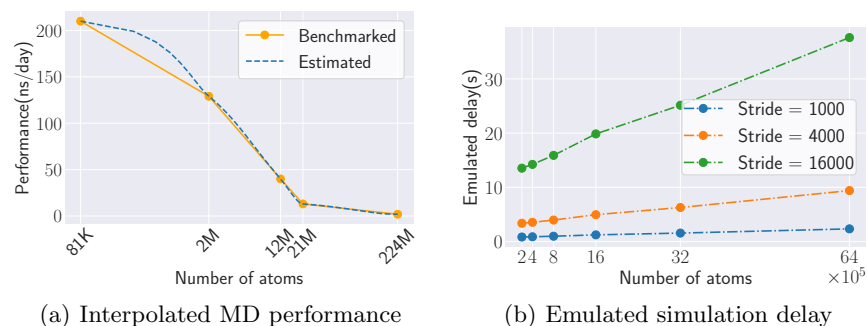 200
150
100
50
0
Performance(ns/day)
Benchmarked
Estimated
81K
2M
12M
21M
224M
Number of atoms
(a) Interpolated MD performance
30
20
10
0
Emulated delay(s)
Stride = 1000
Stride = 4000
Stride = 16000
2 4 8 16 32 64
Number of atoms
×10⁵
(b) Emulated simulation delay